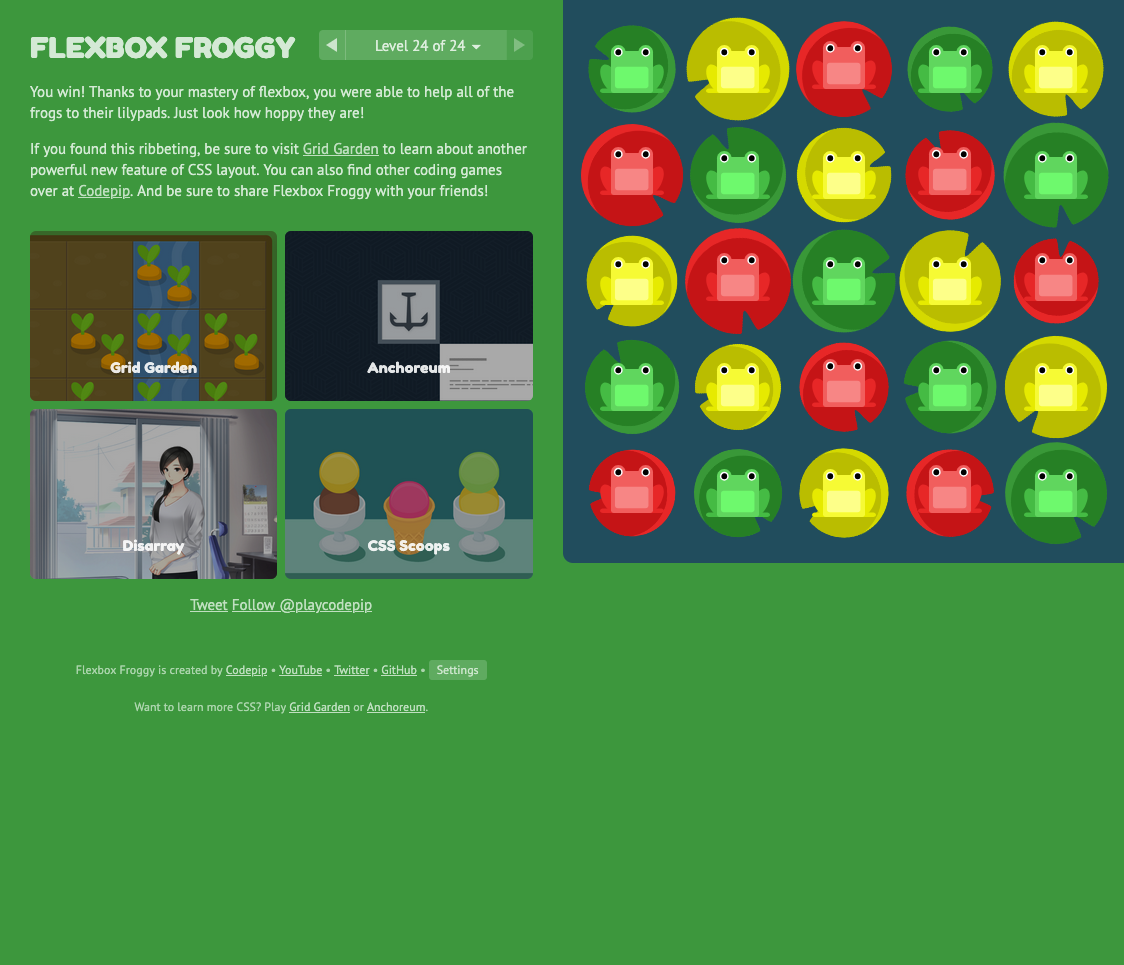 FLEXBOX FROGGY
Level 24 of 24
You win! Thanks to your mastery of flexbox, you were able to help all of the
frogs to their lilypads. Just look how hoppy they are!
If you found this ribbeting, be sure to visit Grid Garden to learn about another
powerful new feature of CSS layout. You can also find other coding games
over at Codepip. And be sure to share Flexbox Froggy with your friends!
Grid Garden
Anchoreum
Disarray
CSS Scoops
Tweet Follow @playcodepip
Flexbox Froggy is created by Codepip • YouTube • Twitter • GitHub • Settings
Want to learn more CSS? Play Grid Garden or Anchoreum.